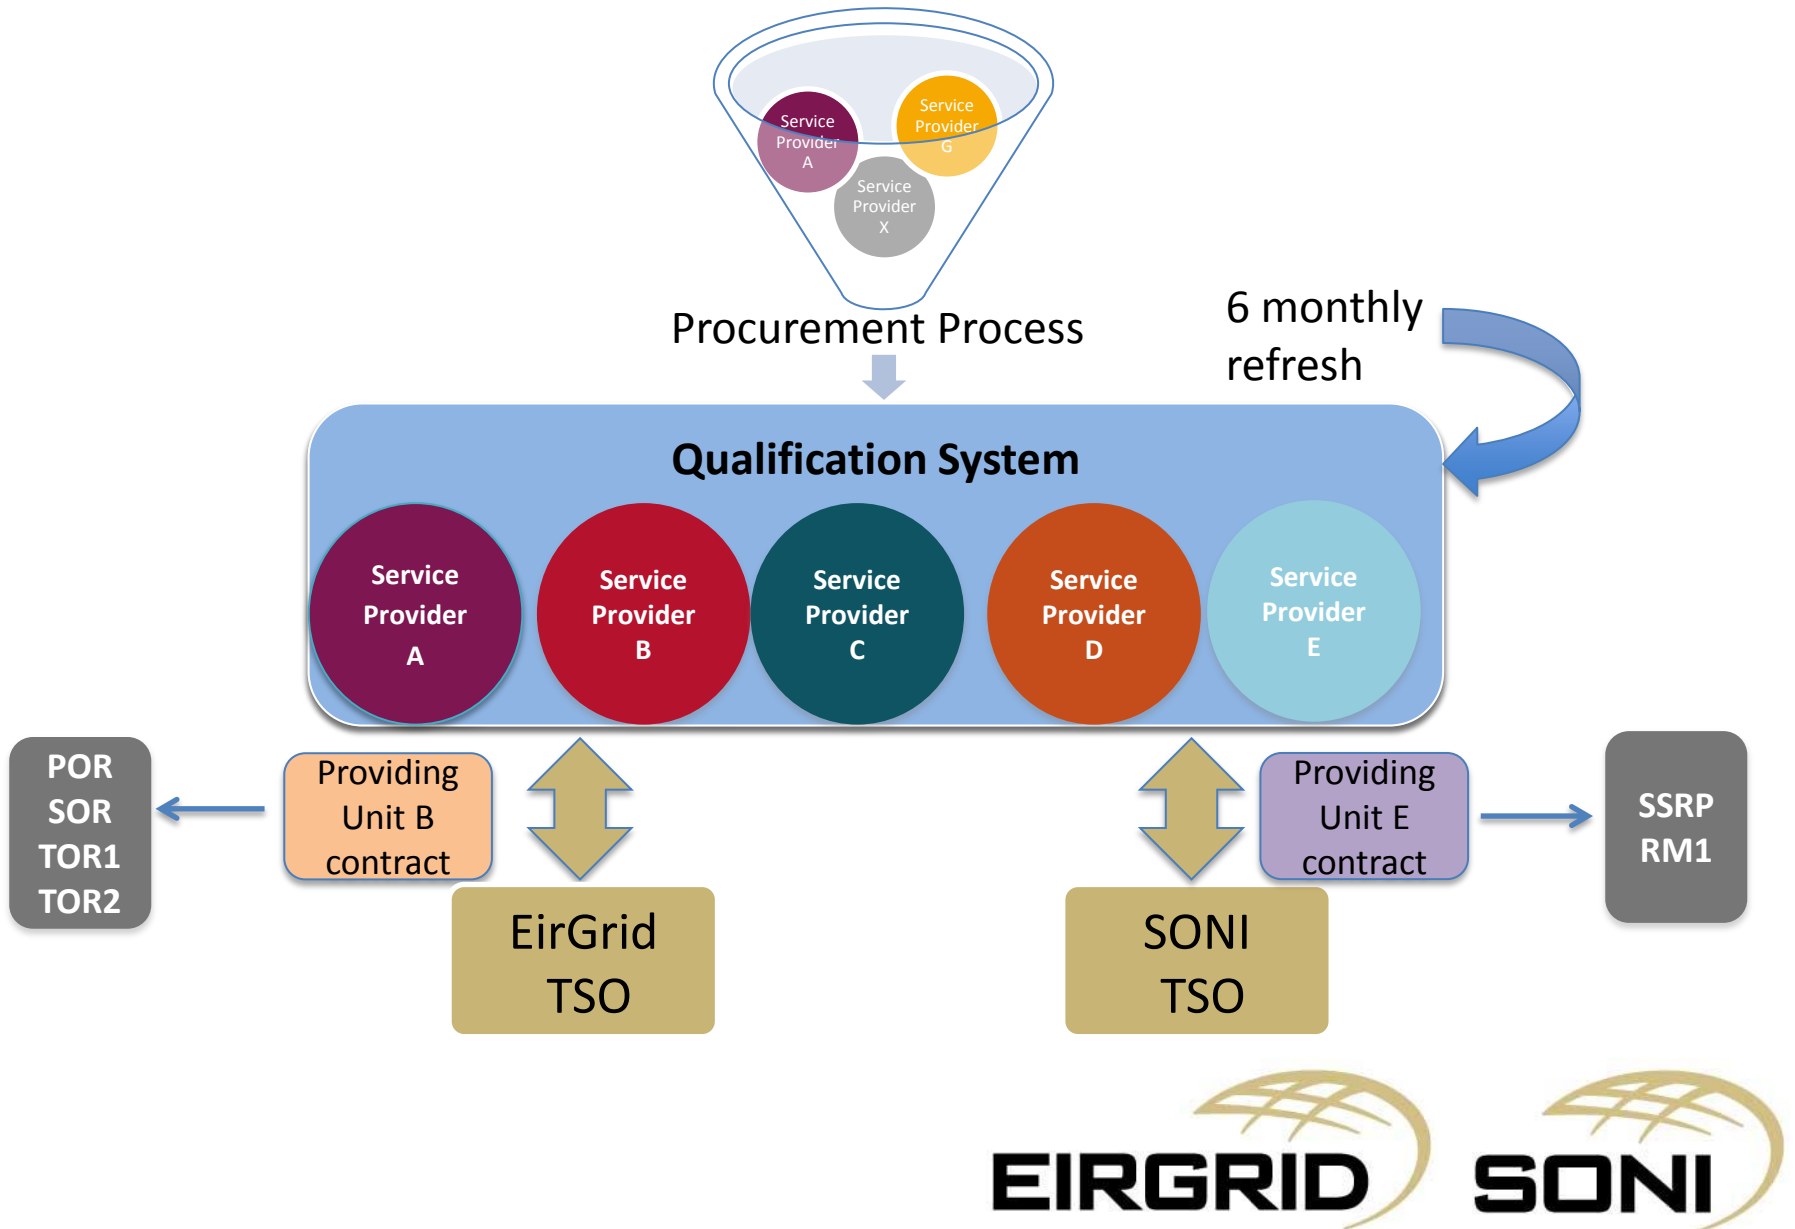 Service
Provider
A
Service
Provider
G
Service
Provider
X
Procurement Process
6 monthly
refresh
Qualification System
Service
Provider
A
Service
Provider
B
Service
Provider
C
Service
Provider
D
Service
Provider
E
POR
SOR
TOR1
TOR2
Providing
Unit B
contract
EirGrid
TSO
Providing
Unit E
contract
SONI
TSO
SSRP
RM1
EIRGRID
SONI